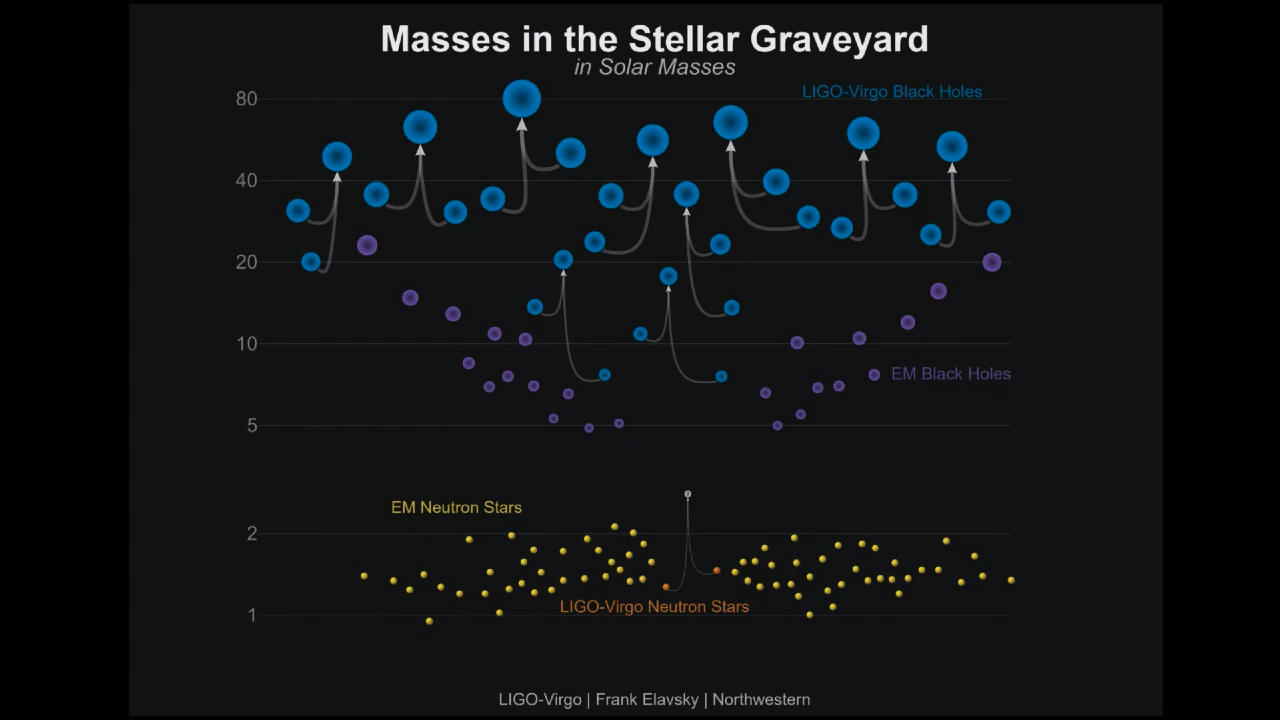 Masses in the Stellar Graveyard
in Solar Masses
LIGO-Virgo Black Holes
80
40
20
10
EM Black Holes
5
EM Neutron Stars
?
2
LIGO-Virgo Neutron Stars
1
LIGO-Virgo | Frank Elavsky | Northwestern